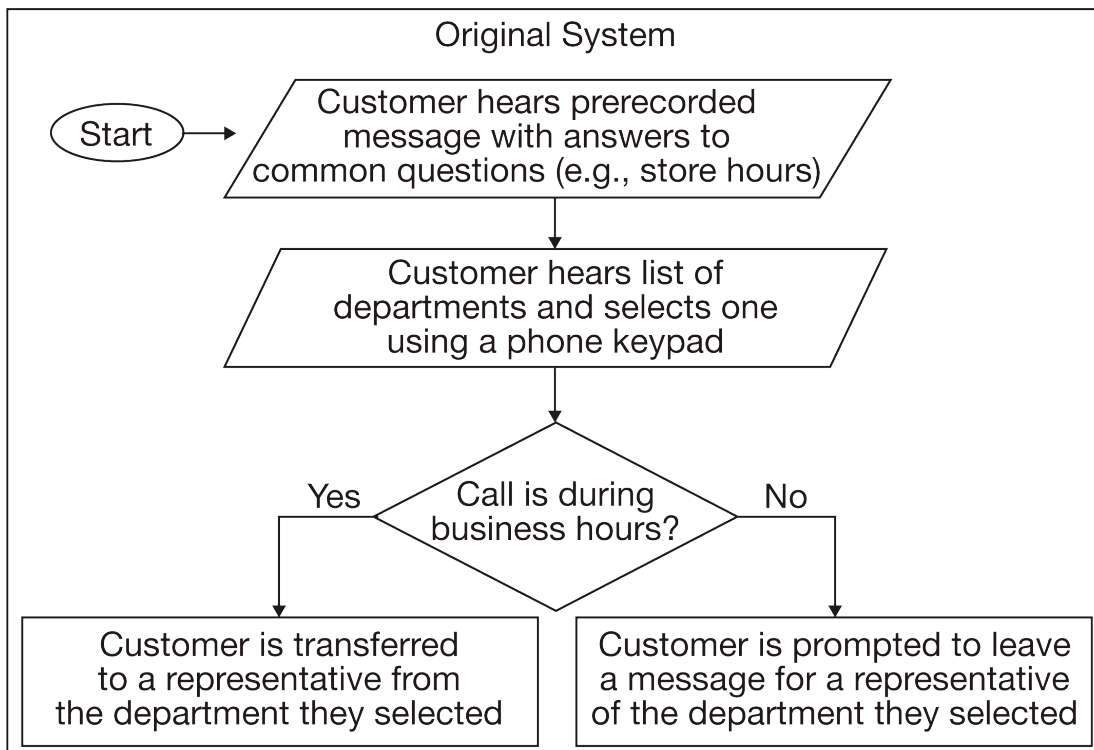 Original System
Start
Customer hears prerecorded
message with answers to
common questions (e.g., store hours)
Customer hears list of
departments and selects one
using a phone keypad
Call is during
business hours?
Yes
No
Customer is transferred
to a representative from
the department they selected
Customer is prompted to leave
a message for a representative
of the department they selected